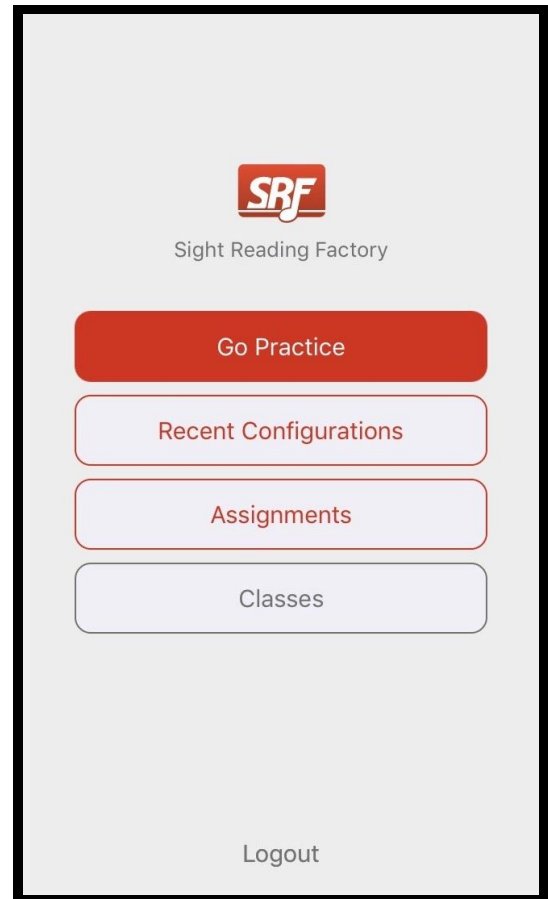 SRF
Sight Reading Factory
Go Practice
Recent Configurations
Assignments
Classes
Logout